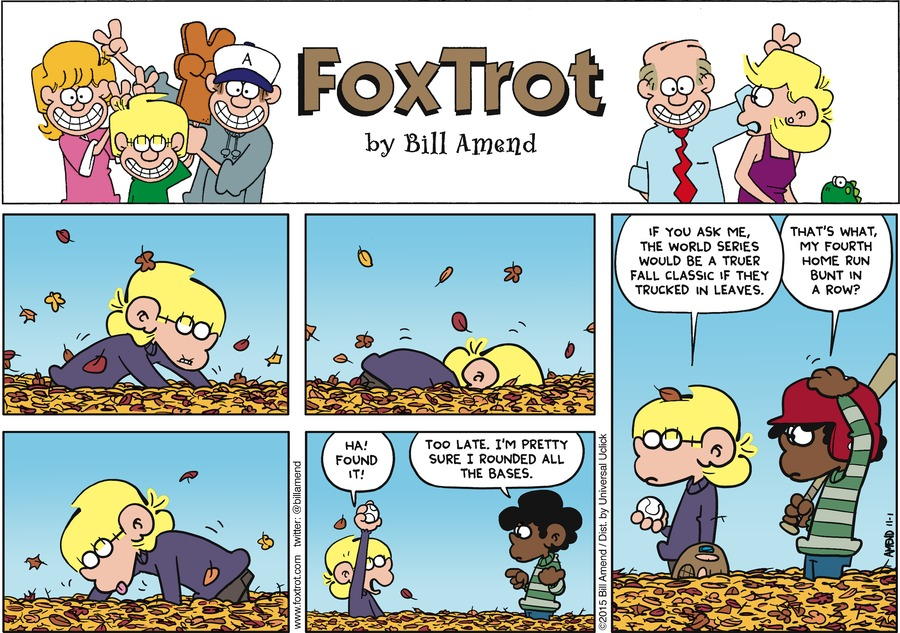 A
FoxTrot
by Bill Amend
HA!
FOUND
IT!
TOO LATE. I'M PRETTY
SURE I ROUNDED ALL
THE BASES.
IF YOU ASK ME,
THE WORLD SERIES
WOULD BE A TRUER
FALL CLASSIC IF THEY
TRUCKED IN LEAVES.
THAT'S WHAT,
MY FOURTH
HOME RUN
BUNT IN
A ROW?
www.foxtrot.com twitter: @billamend
©2015 Bill Amend / Dist. by Universal Uclick
AMEND 11-1